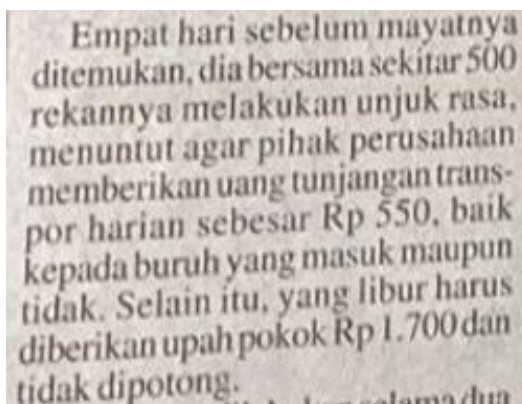 Empat hari sebelum mayatnya
ditemukan, dia bersama sekitar 500
rekannya melakukan unjuk rasa,
menuntut agar pihak perusahaan
memberikan uang tunjangan trans-
por harian sebesar Rp 550, baik
kepada buruh yang masuk maupun
tidak. Selain itu, yang libur harus
diberikan upah pokok Rp 1.700 dan
tidak dipotong.
selama dua